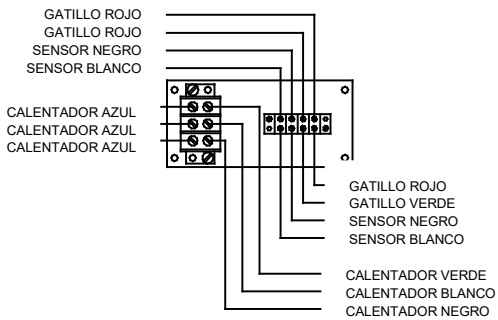 GATILLO ROJO
GATILLO ROJO
SENSOR NEGRO
SENSOR BLANCO
CALENTADOR AZUL
CALENTADOR AZUL
CALENTADOR AZUL
GATILLO ROJO
GATILLO VERDE
SENSOR NEGRO
SENSOR BLANCO
CALENTADOR VERDE
CALENTADOR BLANCO
CALENTADOR NEGRO